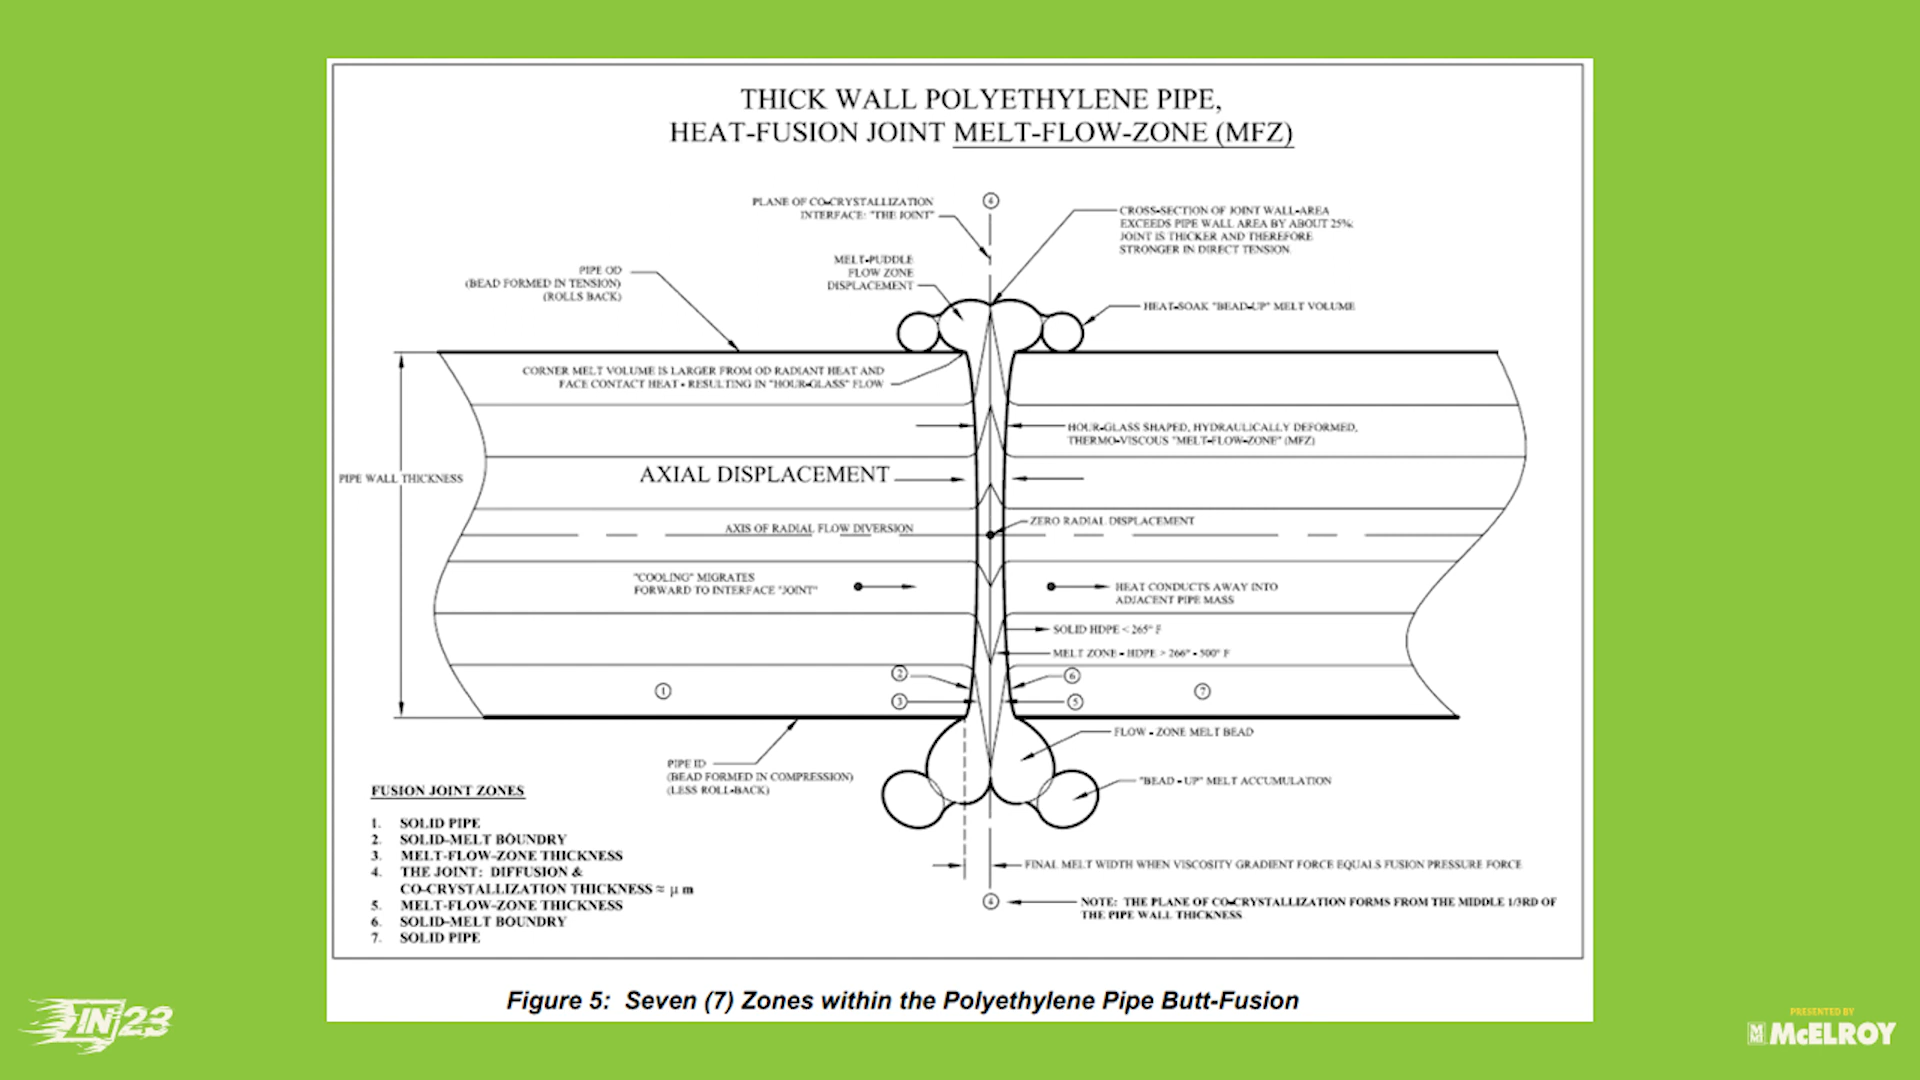 THICK WALL POLYETHYLENE PIPE,
HEAT-FUSION JOINT MELT-FLOW-ZONE (MFZ)
PLANE OF CO-CRYSTALLIZATION
INTERFACE: "THE JOINT"
4
CROSS-SECTION OF JOINT WALL-AREA
EXCEEDS PIPE WALL AREA BY ABOUT 25%;
JOINT IS THICKER AND THEREFORE
STRONGER IN DIRECT TENSION.
MELT-PUDDLE
FLOW ZONE
DISPLACEMENT
PIPE OD
(BEAD FORMED IN TENSION)
(ROLLS BACK)
HEAT-SOAK "BEAD-UP" MELT VOLUME
CORNER MELT VOLUME IS LARGER FROM OD RADIANT HEAT AND
FACE CONTACT HEAT - RESULTING IN "HOUR-GLASS" FLOW
HOUR-GLASS SHAPED, HYDRAULICALLY DEFORMED,
THERMO-VISCOUS "MELT-FLOW-ZONE" (MFZ)
PIPE WALL THICKNESS
AXIAL DISPLACEMENT
AXIS OF RADIAL FLOW DIVERSION
ZERO RADIAL DISPLACEMENT
"COOLING" MIGRATES
FORWARD TO INTERFACE "JOINT"
HEAT CONDUCTS AWAY INTO
ADJACENT PIPE MASS
SOLID HDPE < 265° F
MELT ZONE - HDPE > 266° - 500° F
1
2
3
6
5
7
FLOW - ZONE MELT BEAD
PIPE ID
(BEAD FORMED IN COMPRESSION)
(LESS ROLL-BACK)
"BEAD - UP" MELT ACCUMULATION
FUSION JOINT ZONES
1. SOLID PIPE
2. SOLID-MELT BOUNDRY
3. MELT-FLOW-ZONE THICKNESS
4. THE JOINT: DIFFUSION &
CO-CRYSTALLIZATION THICKNESS ≈ μ m
5. MELT-FLOW-ZONE THICKNESS
6. SOLID-MELT BOUNDRY
7. SOLID PIPE
FINAL MELT WIDTH WHEN VISCOSITY GRADIENT FORCE EQUALS FUSION PRESSURE FORCE
4
NOTE: THE PLANE OF CO-CRYSTALLIZATION FORMS FROM THE MIDDLE 1/3RD OF
THE PIPE WALL THICKNESS
Figure 5: Seven (7) Zones within the Polyethylene Pipe Butt-Fusion
IN 23
PRESENTED BY
McELROY